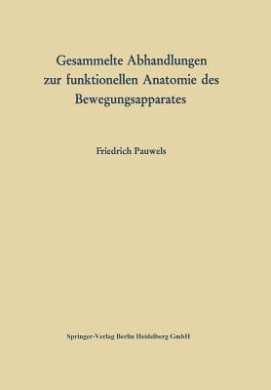 Gesammelte Abhandlungen
zur funktionellen Anatomie des
Bewegungsapparates
Friedrich Pauwels
Springer-Verlag Berlin Heidelberg GmbH